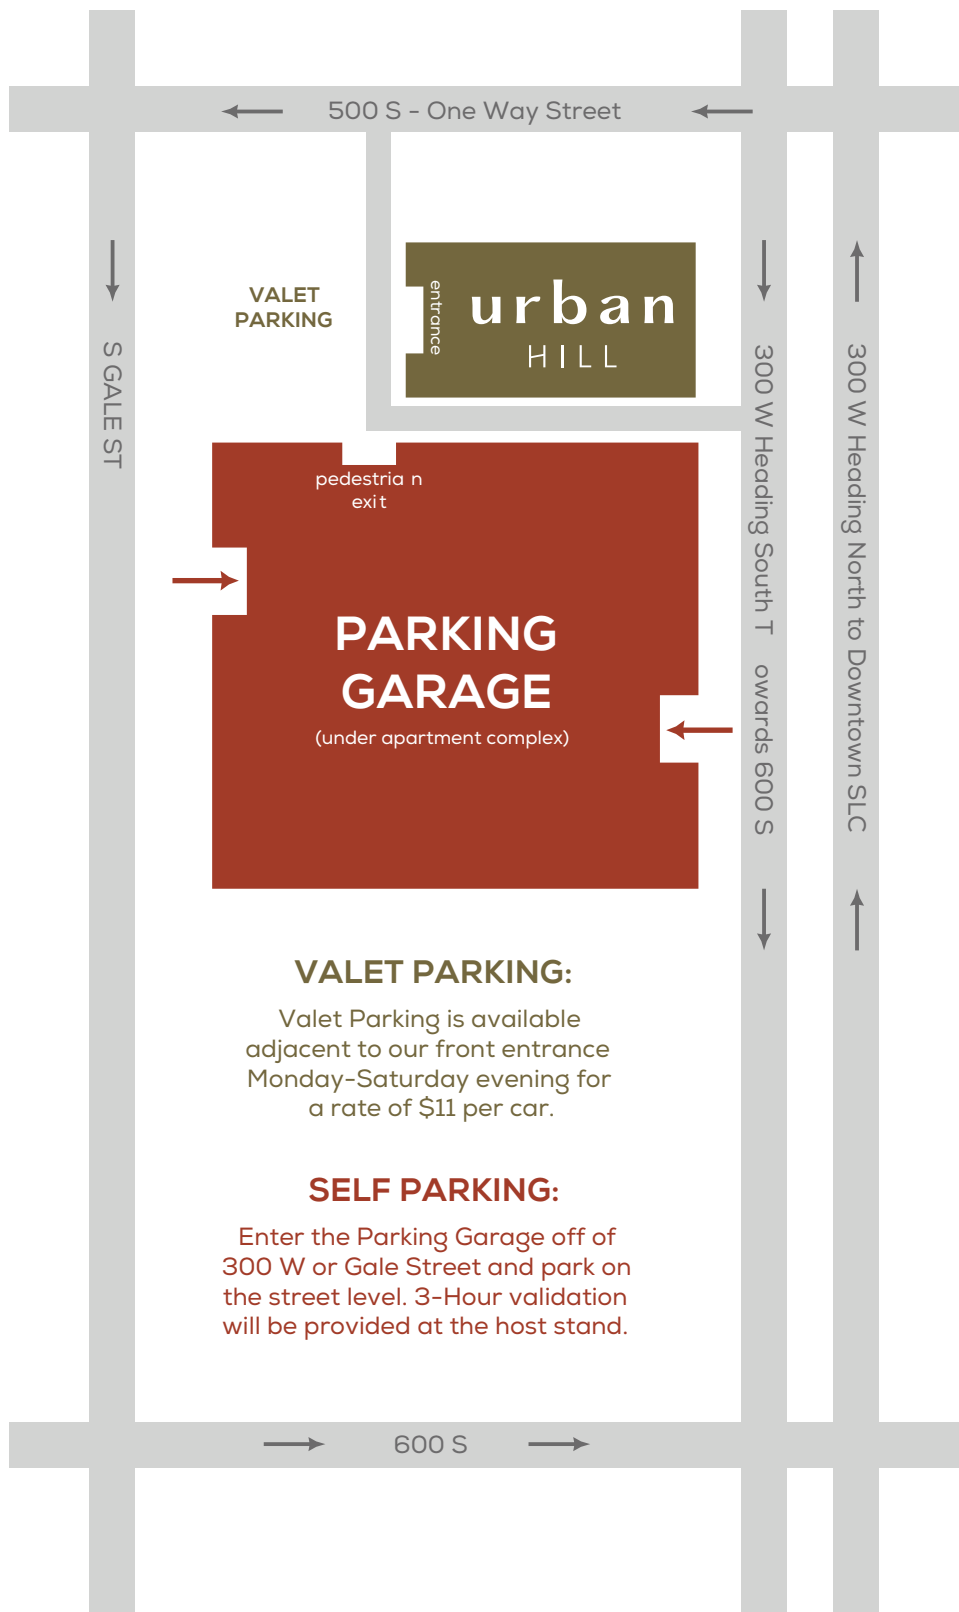 500 S - One Way Street
VALET
PARKING
entrance
urban
HILL
S GALE ST
300 W Heading South T owards 600 S
300 W Heading North to Downtown SLC
pedestria n
exit
PARKING
GARAGE
(under apartment complex)
VALET PARKING:
Valet Parking is available
adjacent to our front entrance
Monday-Saturday evening for
a rate of $11 per car.
SELF PARKING:
Enter the Parking Garage off of
300 W or Gale Street and park on
the street level. 3-Hour validation
will be provided at the host stand.
600 S